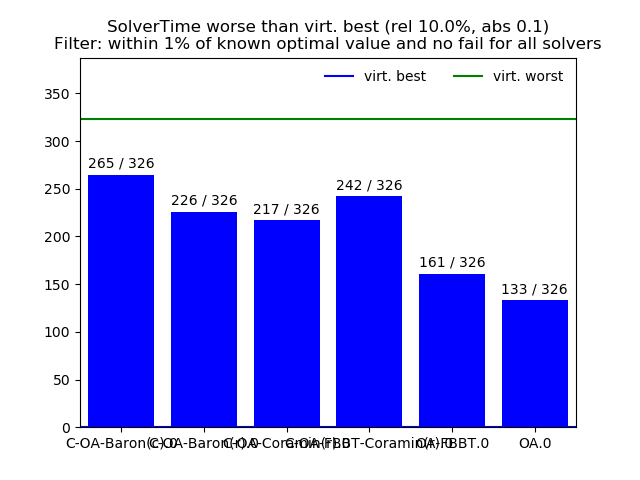 SolverTime worse than virt. best (rel 10.0%, abs 0.1)
Filter: within 1% of known optimal value and no fail for all solvers
virt. best
virt. worst
350
300
250
200
150
100
50
0
265 / 326
226 / 326
217 / 326
242 / 326
161 / 326
133 / 326
C-OA-Baron(c).0
C-OA-Baron(r).0
C-OA-Coramin(r).0
C-OA-FBBT-Coramin(r).0
OA-FBBT.0
OA.0